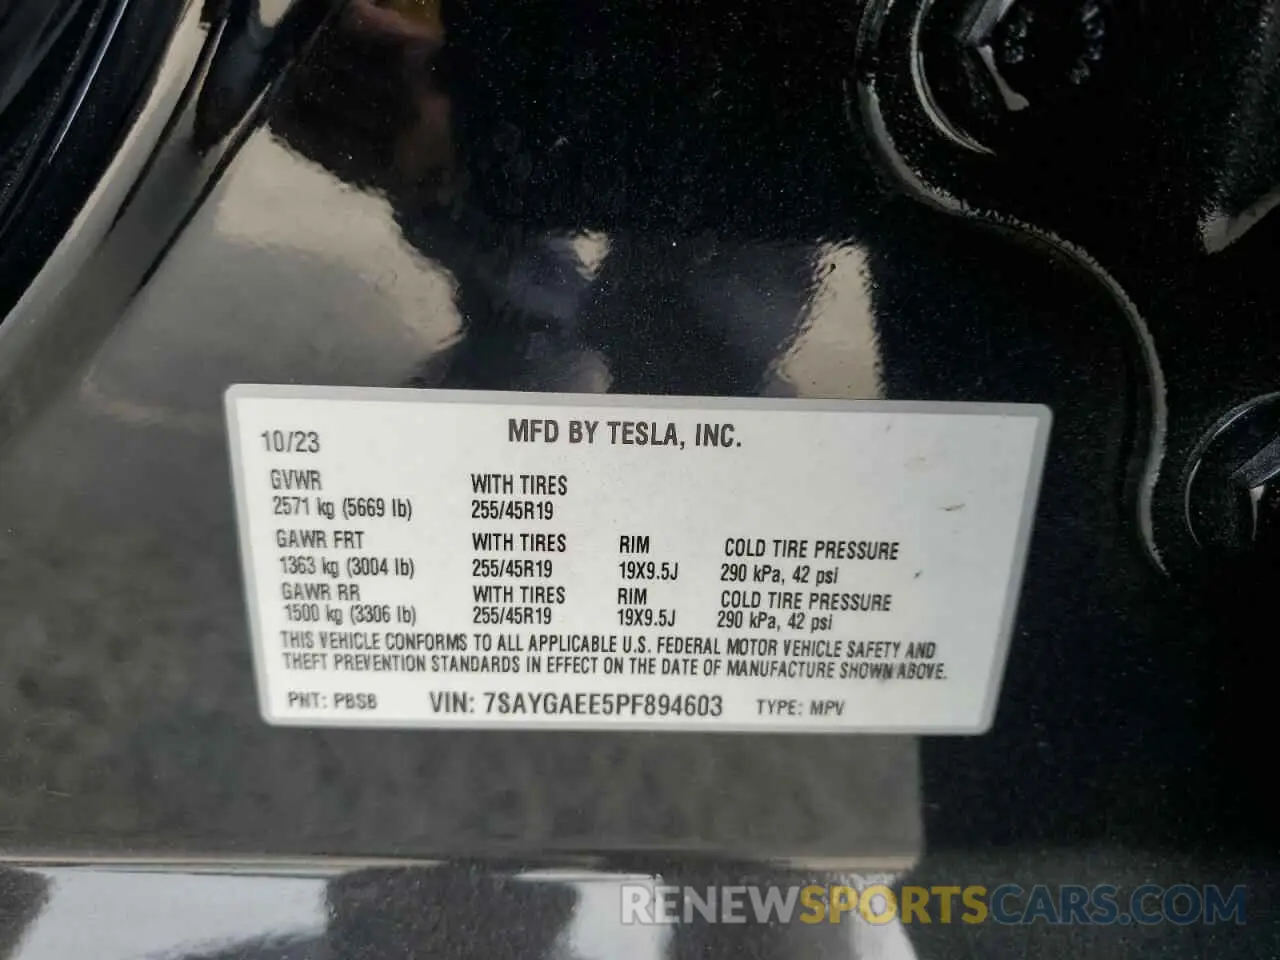 MFD BY TESLA, INC.
10/23
GVWR WITH TIRES
2571 kg (5669 lb) 255/45R19
GAWR FRT WITH TIRES RIM COLD TIRE PRESSURE
1363 kg (3004 lb) 255/45R19 19X9.5J 290 kPa, 42 psi
GAWR RR WITH TIRES RIM COLD TIRE PRESSURE
1500 kg (3306 lb) 255/45R19 19X9.5J 290 kPa, 42 psi
THIS VEHICLE CONFORMS TO ALL APPLICABLE U.S. FEDERAL MOTOR VEHICLE SAFETY AND
THEFT PREVENTION STANDARDS IN EFFECT ON THE DATE OF MANUFACTURE SHOWN ABOVE.
PNT: PBSB VIN: 7SAYGAEE5PF894603 TYPE: MPV
RENEWSPORTSCARS.COM